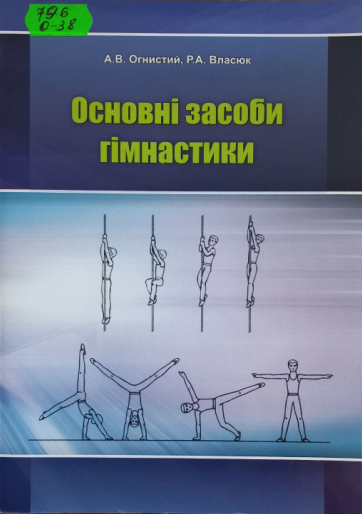 796
О-38
А.В. Огнистий, Р.А. Власюк
Основні засоби
гімнастики